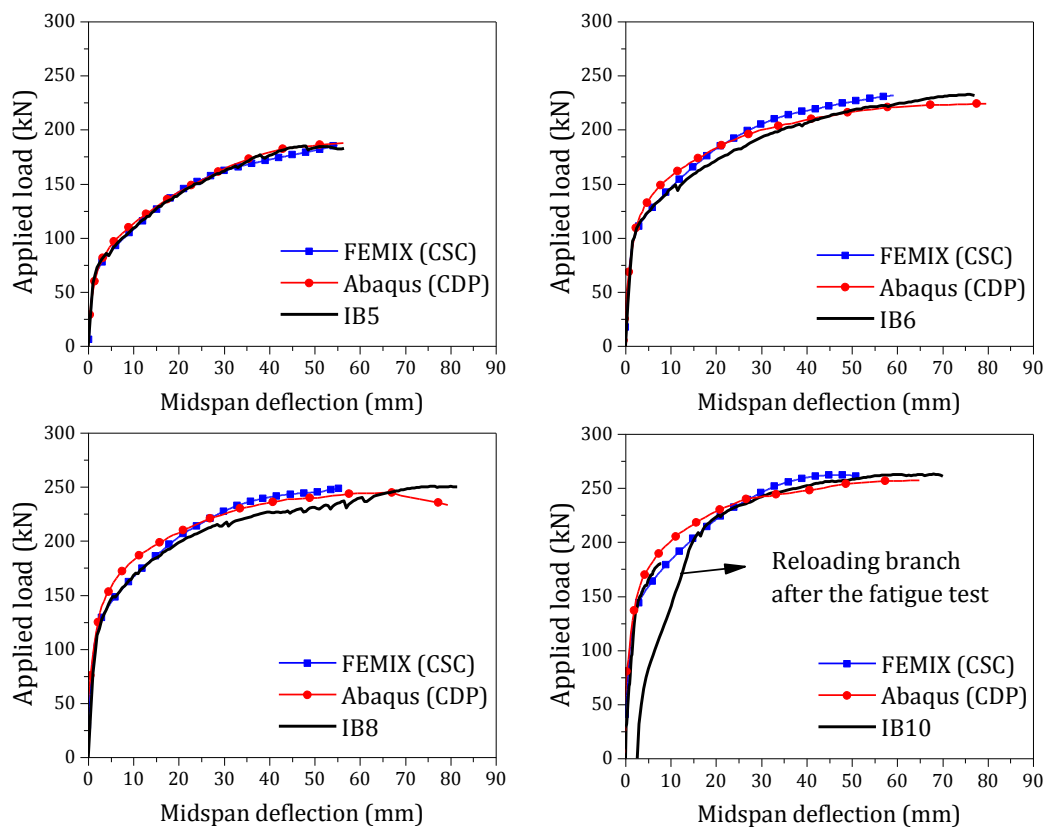 300
250
200
150
100
50
0
Applied load (kN)
FEMIX (CSC)
Abaqus (CDP)
IB5
0 10 20 30 40 50 60 70 80 90
Midspan deflection (mm)
300
250
200
150
100
50
0
Applied load (kN)
FEMIX (CSC)
Abaqus (CDP)
IB6
0 10 20 30 40 50 60 70 80 90
Midspan deflection (mm)
300
250
200
150
100
50
0
Applied load (kN)
FEMIX (CSC)
Abaqus (CDP)
IB8
0 10 20 30 40 50 60 70 80 90
Midspan deflection (mm)
300
250
200
150
100
50
0
Applied load (kN)
Reloading branch
after the fatigue test
FEMIX (CSC)
Abaqus (CDP)
IB10
0 10 20 30 40 50 60 70 80 90
Midspan deflection (mm)